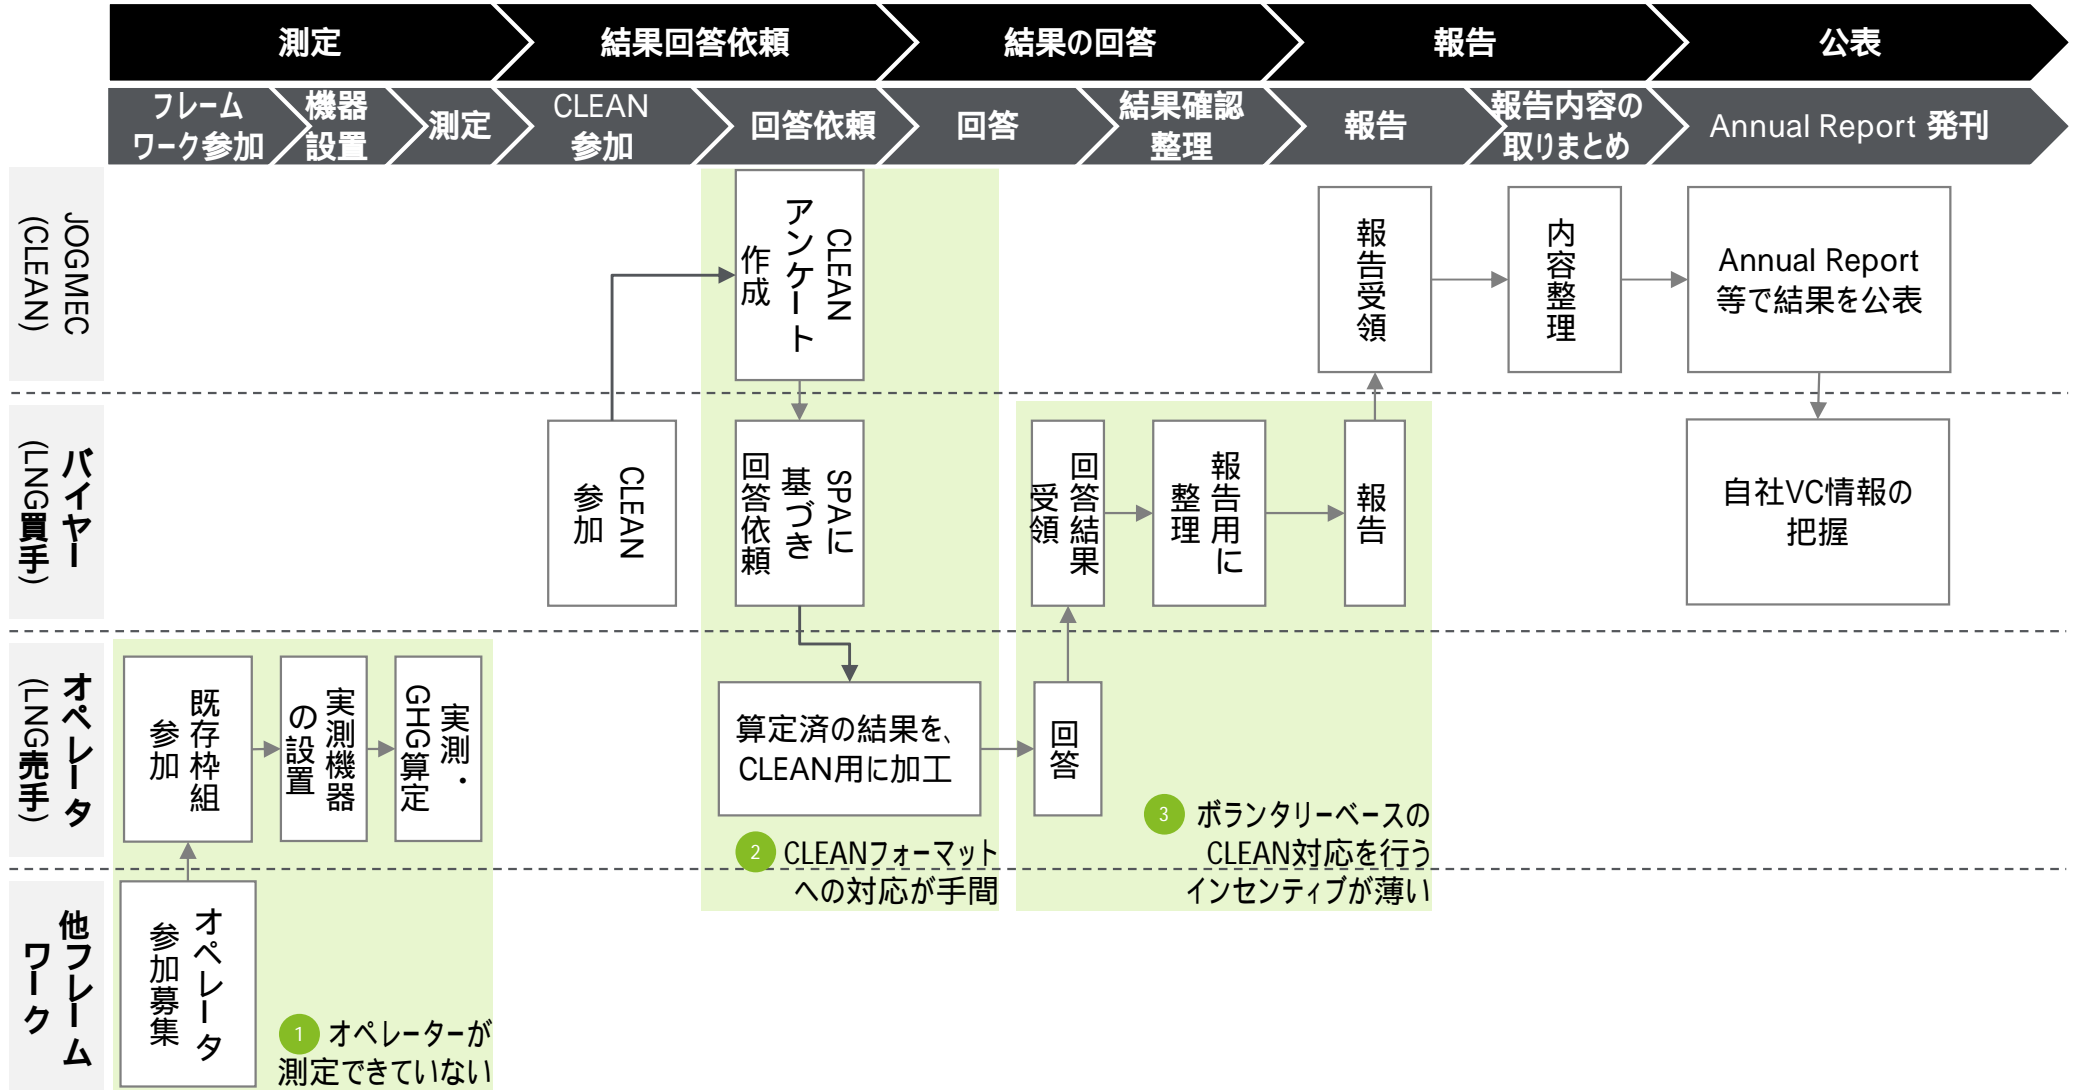 測定
結果回答依頼
結果の回答
報告
公表
フレーム
ワーク参加
機器
設置
測定
CLEAN
参加
回答依頼
回答
結果確認
整理
報告
報告内容の
取りまとめ
Annual Report 発刊
JOGMEC
(CLEAN)
CLEAN
アンケート
作成
報告受領
内容整理
Annual Report
等で結果を公表
バイヤー
(LNG買手)
CLEAN
参加
SPAに
基づき
回答依頼
回答結果
受領
報告用に
整理
報告
自社VC情報の
把握
オペレータ
(LNG売手)
既存枠組
参加
実測機器
の設置
実測・
GHG算定
算定済の結果を、
CLEAN用に加工
回答
2 CLEANフォーマット
への対応が手間
3 ボランタリーベースの
CLEAN対応を行う
インセンティブが薄い
他フレーム
ワーク
オペレータ
参加募集
1 オペレーターが
測定できていない